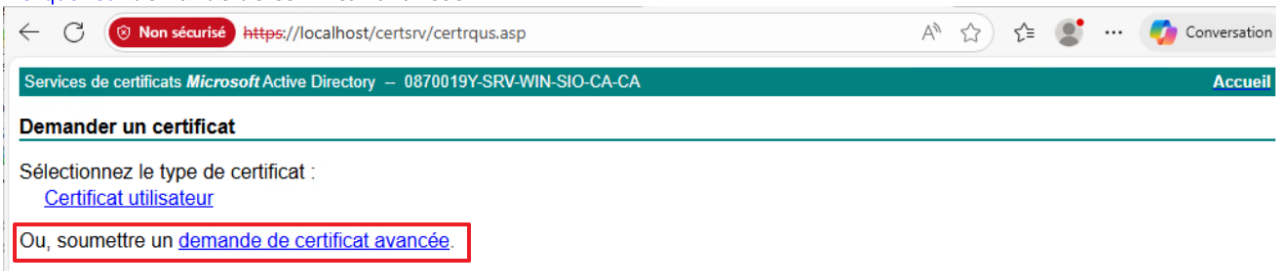 Non sécurisé https://localhost/certsrv/certrqus.asp A Conversation
Services de certificats Microsoft Active Directory -- 0870019Y-SRV-WIN-SIO-CA-CA Accueil
Demander un certificat
Sélectionnez le type de certificat :
Certificat utilisateur
Ou, soumettre un demande de certificat avancée.